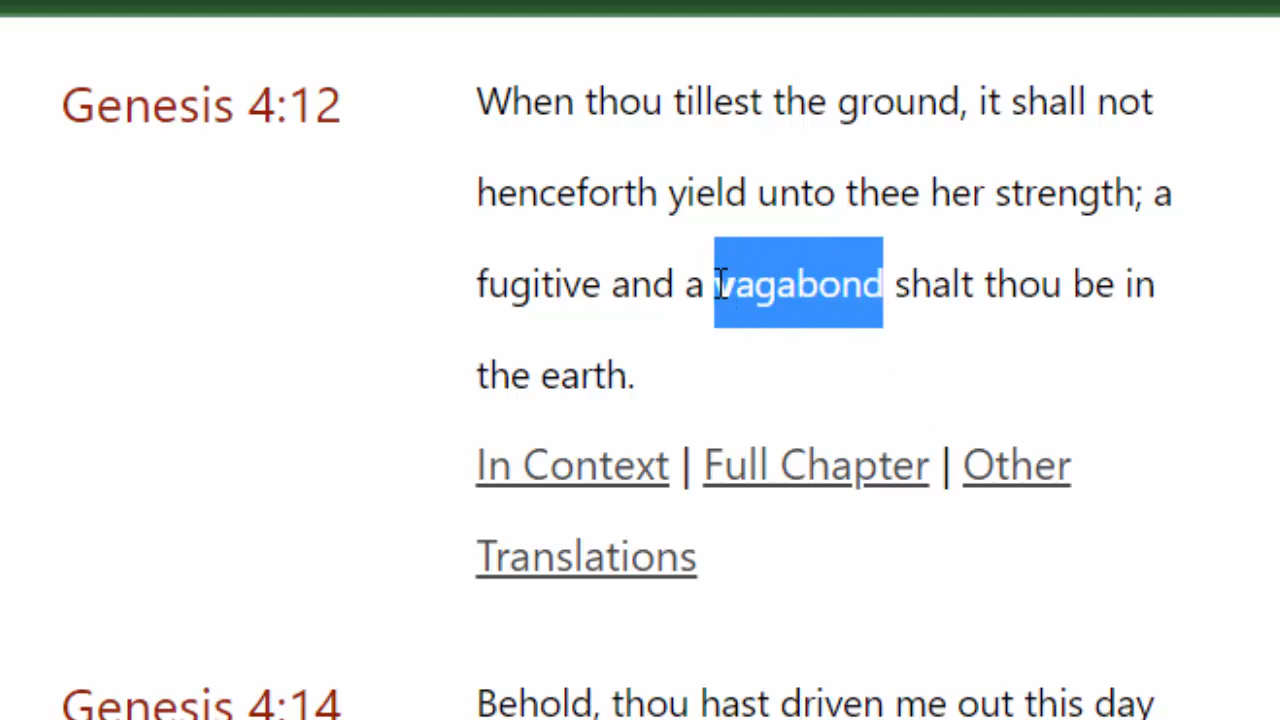 Genesis 4:12
When thou tillest the ground, it shall not
henceforth yield unto thee her strength; a
fugitive and a vagabond shalt thou be in
the earth.
In Context | Full Chapter | Other
Translations
Genesis 4:14
Behold, thou hast driven me out this day